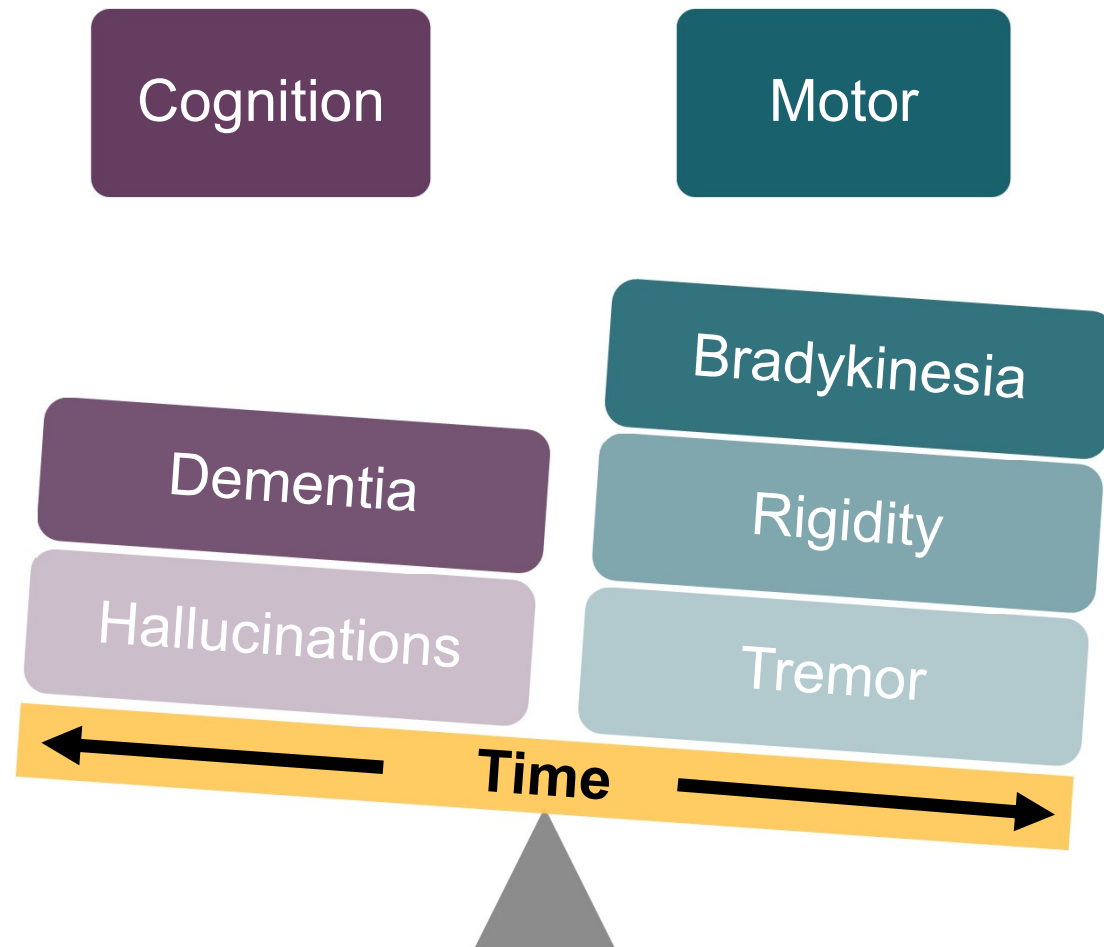 Cognition
Motor
Bradykinesia
Dementia
Rigidity
Hallucinations
Tremor
Time